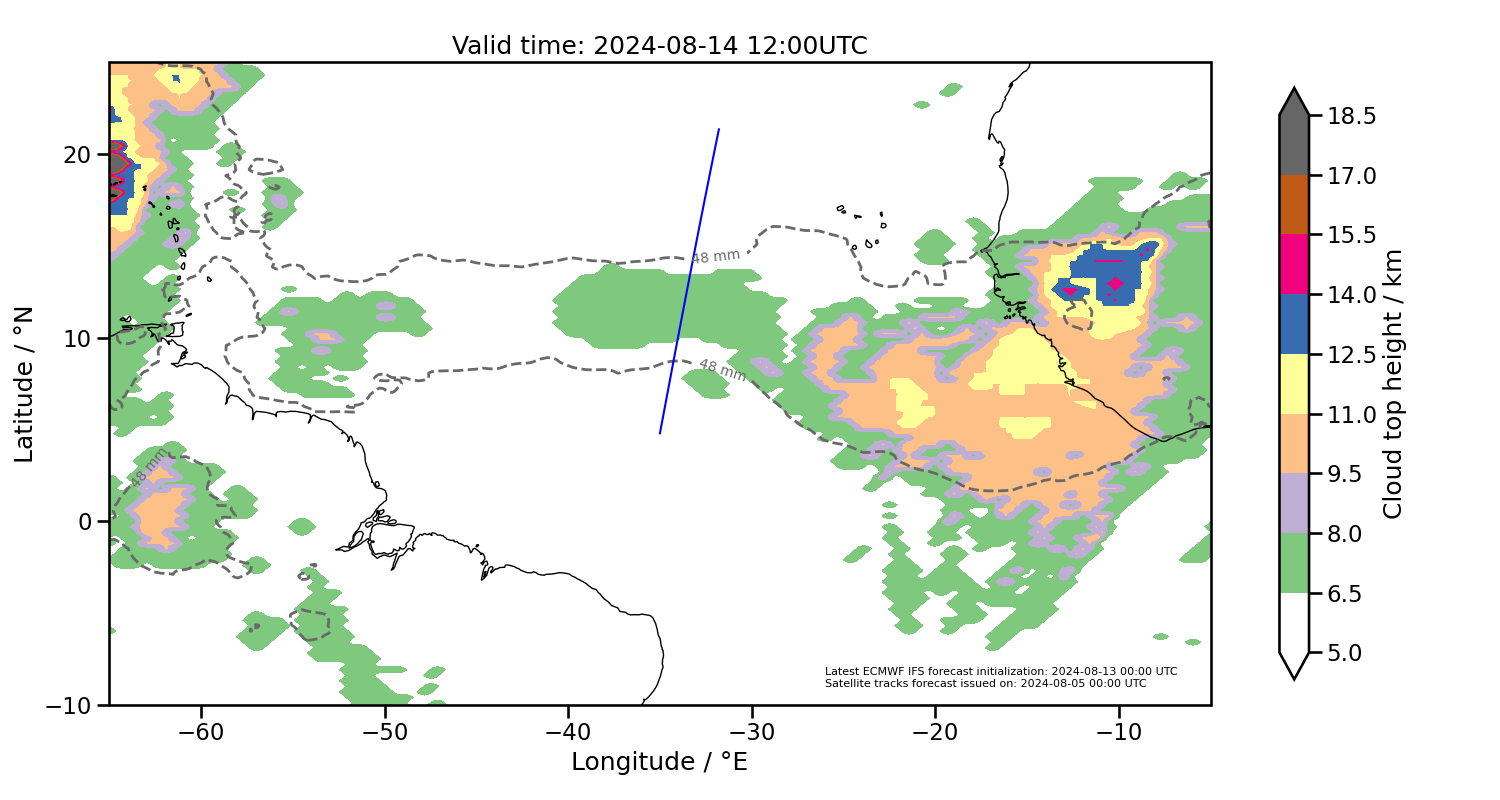 Valid time: 2024-08-14 12:00UTC
Latitude / °N
20
10
0
−10
48 mm
48 mm
48 mm
Latest ECMWF IFS forecast initialization: 2024-08-13 00:00 UTC
Satellite tracks forecast issued on: 2024-08-05 00:00 UTC
−60
−50
−40
−30
−20
−10
Longitude / °E
18.5
17.0
15.5
14.0
12.5
11.0
9.5
8.0
6.5
5.0
Cloud top height / km